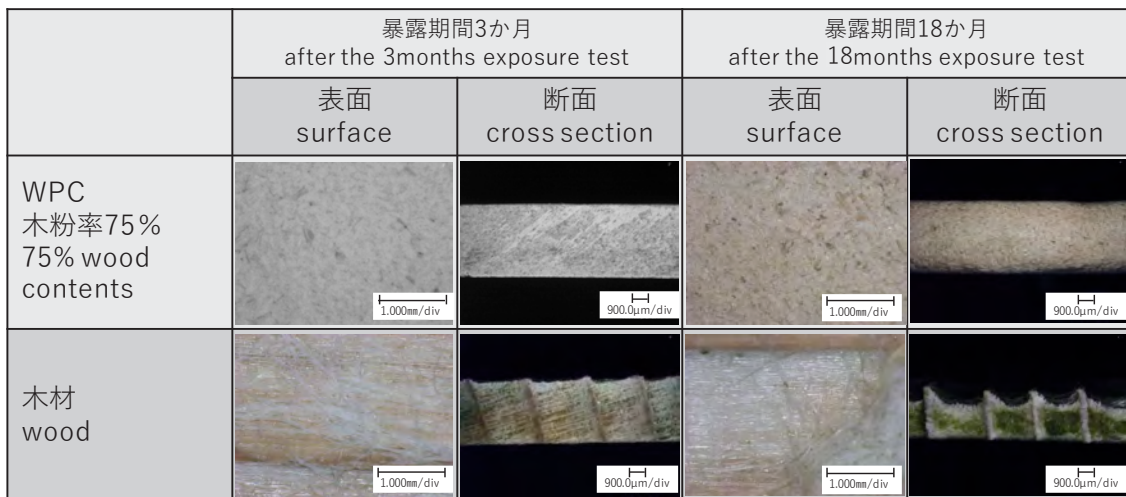 暴露期間3か月
after the 3months exposure test
暴露期間18か月
after the 18months exposure test
表面
surface
断面
cross section
表面
surface
断面
cross section
WPC
木粉率75％
75% wood
contents
1.000mm/div
900.0μm/div
1.000mm/div
900.0μm/div
木材
wood
1.000mm/div
900.0μm/div
1.000mm/div
900.0μm/div